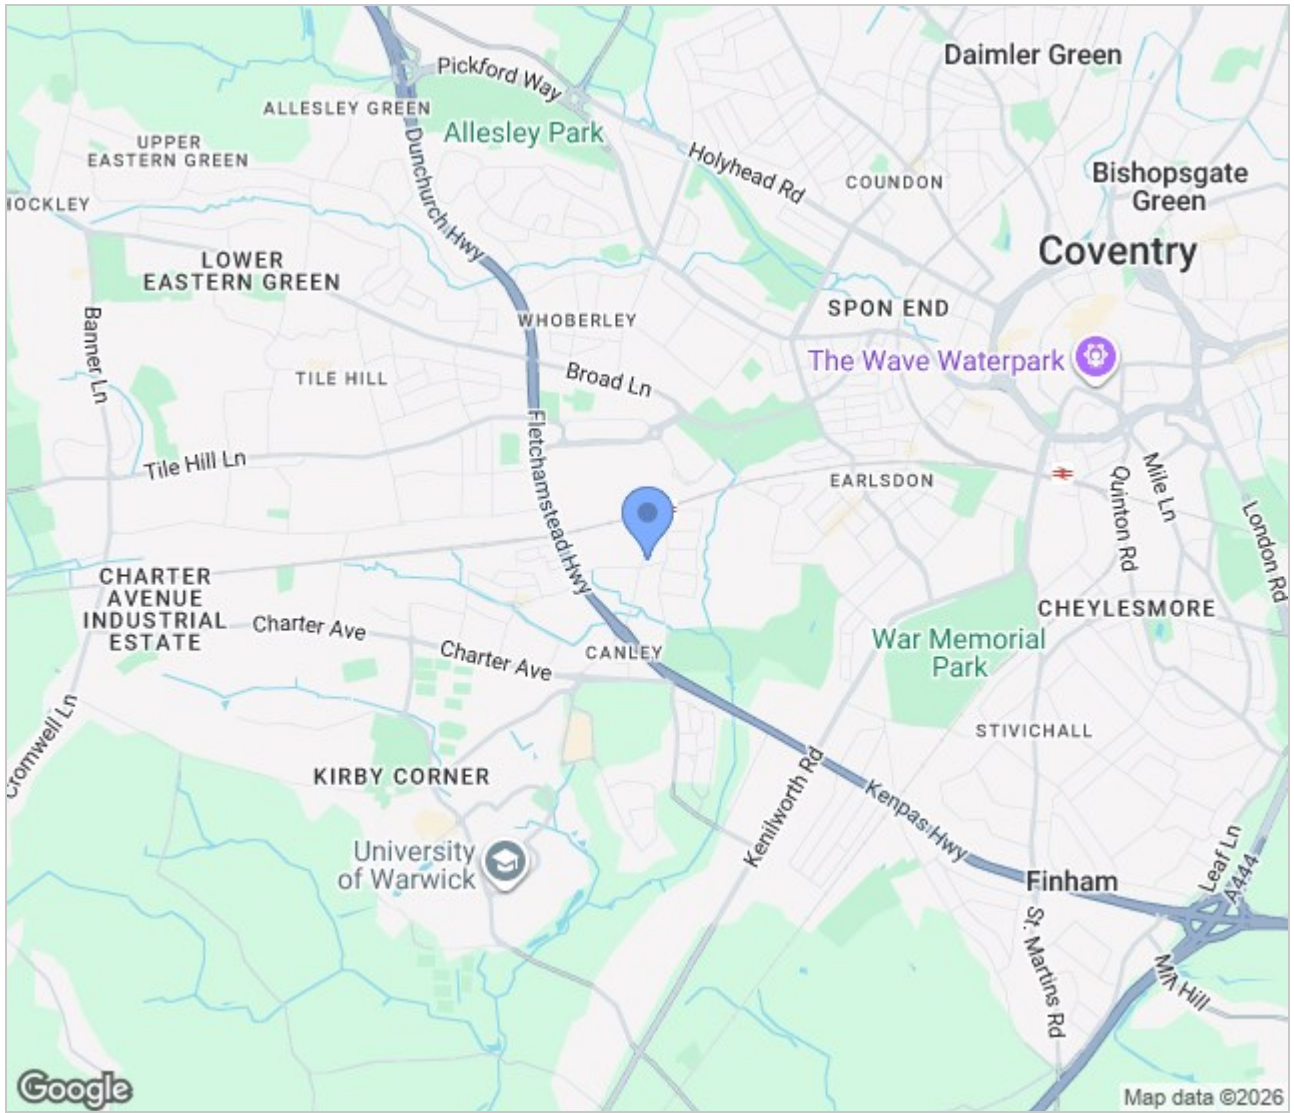 Daimler Green
Pickford Way
ALLESLEY GREEN
Allesley Park
UPPER
EASTERN GREEN
Dunchurch Hwy
Holyhead Rd
COUNDON
Bishopsgate
Green
HOCKLEY
Coventry
LOWER
EASTERN GREEN
Banner Ln
WHOBERLEY
SPON END
The Wave Waterpark
TILE HILL
Broad Ln
Fletchamstead Hwy
Tile Hill Ln
EARLSDON
Quinton Rd
Mile Ln
London Rd
CHARTER
AVENUE
INDUSTRIAL
ESTATE
Charter Ave
Charter Ave
CANLEY
CHEYLESMORE
War Memorial
Park
Cromwell Ln
STIVICHALL
KIRBY CORNER
Kenilworth Rd
Kenpas Hwy
University
of Warwick
Finham
Leaf Ln
A444
St. Martins Rd
Mill Hill
Google
Map data ©2026